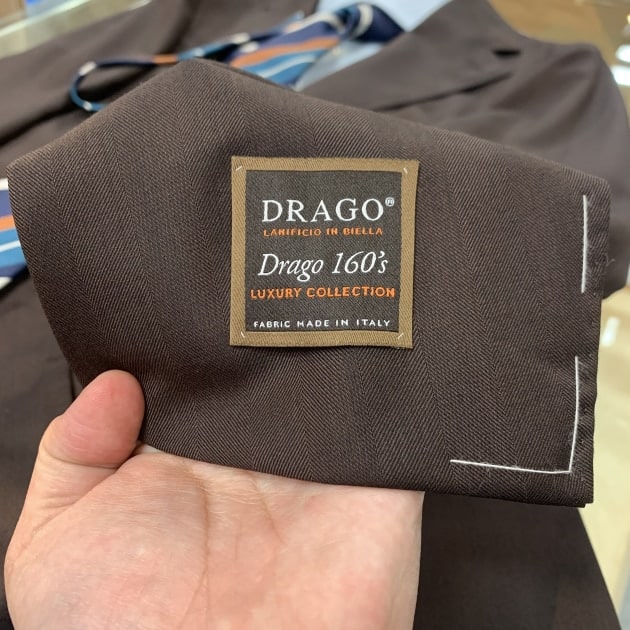 DRAGO®
LANIFICIO IN BIELLA
Drago 160's
LUXURY COLLECTION
FABRIC MADE IN ITALY